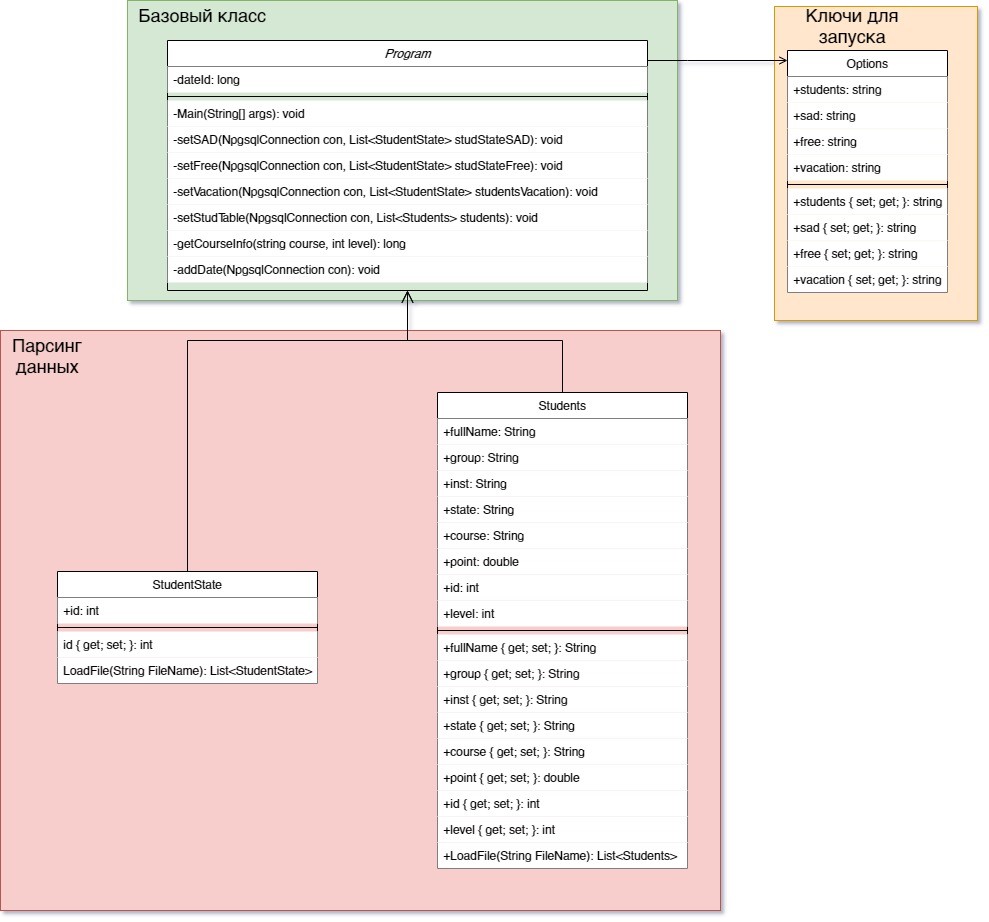 Базовый класс
Program
-dateId: long
-Main(String[] args): void
-setSAD(NpgsqlConnection con, List<StudentState> studStateSAD): void
-setFree(NpgsqlConnection con, List<StudentState> studStateFree): void
-setVacation(NpgsqlConnection con, List<StudentState> studentsVacation): void
-setStudTable(NpgsqlConnection con, List<Students> students): void
-getCourseInfo(string course, int level): long
-addDate(NpgsqlConnection con): void
Ключи для
запуска
Options
+students: string
+sad: string
+free: string
+vacation: string
+students { set; get; }: string
+sad { set; get; }: string
+free { set; get; }: string
+vacation { set; get; }: string
Парсинг
данных
StudentState
+id: int
id { get; set; }: int
LoadFile(String FileName): List<StudentState>
Students
+fullName: String
+group: String
+inst: String
+state: String
+course: String
+point: double
+id: int
+level: int
+fullName { get; set; }: String
+group { get; set; }: String
+inst { get; set; }: String
+state { get; set; }: String
+course { get; set; }: String
+point { get; set; }: double
+id { get; set; }: int
+level { get; set; }: int
+LoadFile(String FileName): List<Students>